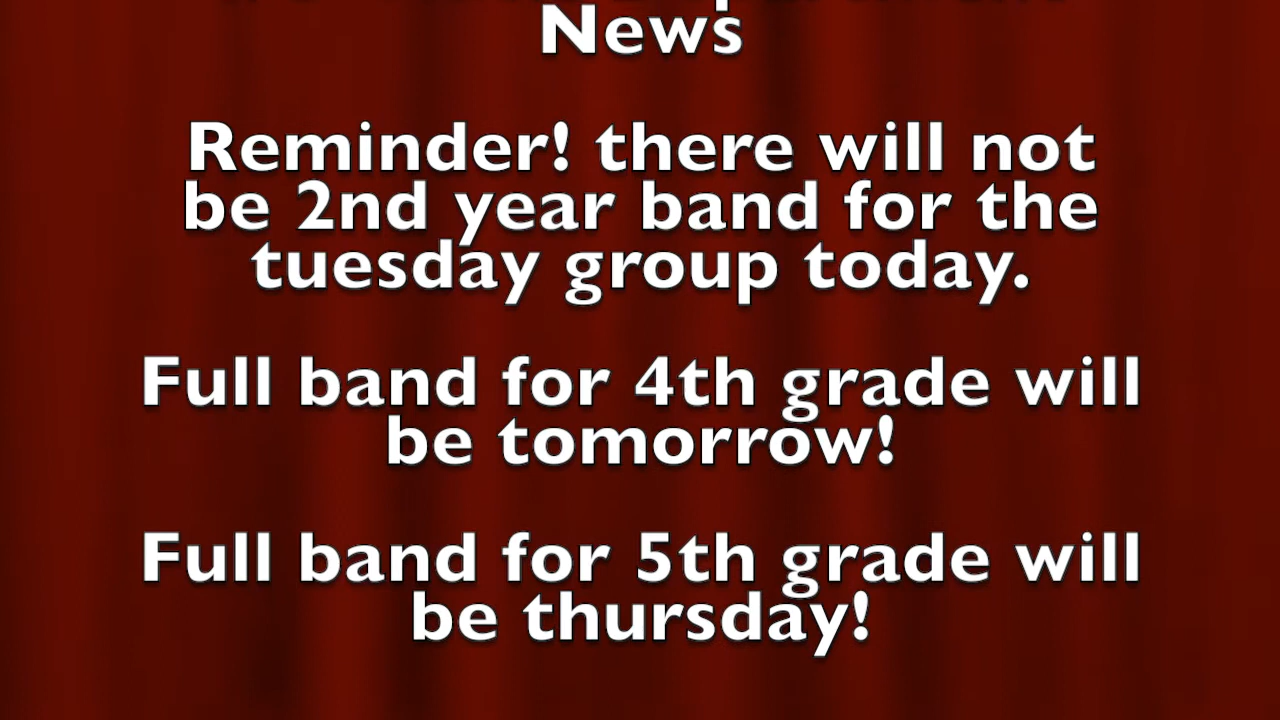 News
Reminder! there will not
be 2nd year band for the
tuesday group today.
Full band for 4th grade will
be tomorrow!
Full band for 5th grade will
be thursday!